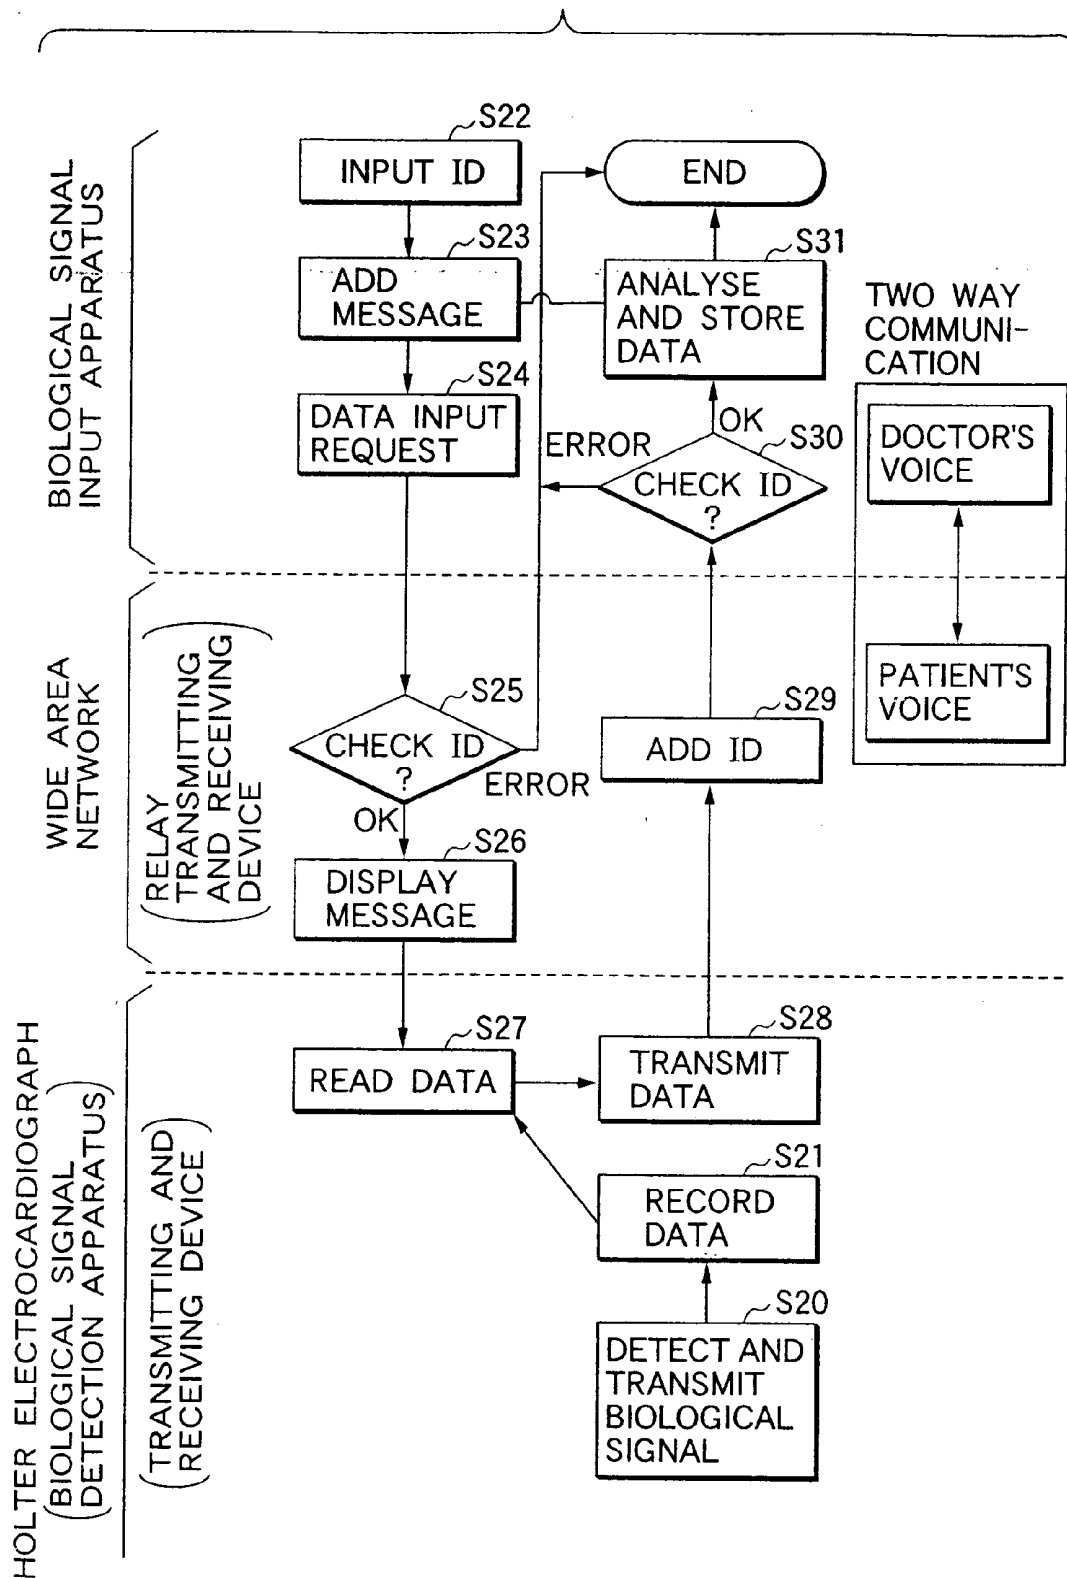 BIOLOGICAL SIGNAL
INPUT APPARATUS
S22
INPUT ID
END
S23
ADD
MESSAGE
S31
ANALYSE
AND STORE
DATA
TWO WAY
COMMUNI-
CATION
S24
DATA INPUT
REQUEST
OK
ERROR
S30
CHECK ID
?
DOCTOR'S
VOICE
WIDE AREA
NETWORK
RELAY
TRANSMITTING
AND RECEIVING
DEVICE
S25
CHECK ID
?
ERROR
OK
S29
ADD ID
PATIENT'S
VOICE
S26
DISPLAY
MESSAGE
HOLTER ELECTROCARDIOGRAPH
(BIOLOGICAL SIGNAL
DETECTION APPARATUS)
(TRANSMITTING AND
RECEIVING DEVICE)
S27
READ DATA
S28
TRANSMIT
DATA
S21
RECORD
DATA
S20
DETECT AND
TRANSMIT
BIOLOGICAL
SIGNAL